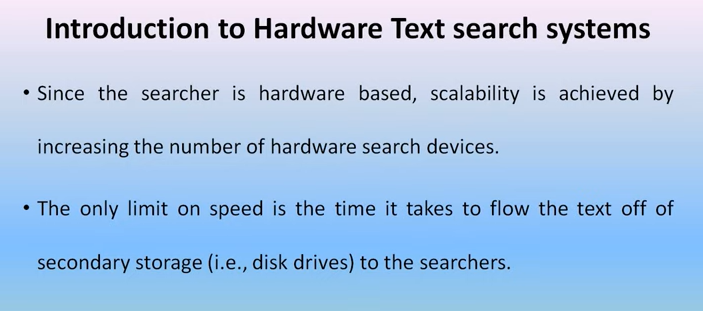 Introduction to Hardware Text search systems
• Since the searcher is hardware based, scalability is achieved by
increasing the number of hardware search devices.
• The only limit on speed is the time it takes to flow the text off of
secondary storage (i.e., disk drives) to the searchers.